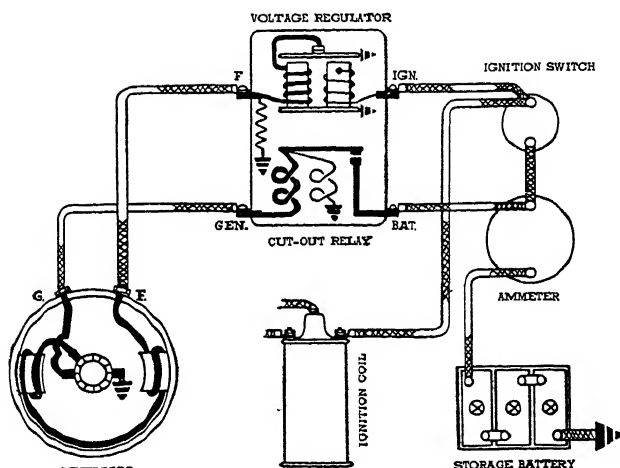 VOLTAGE REGULATOR
F
IGN.
IGNITION SWITCH
GEN.
BAT.
CUT-OUT RELAY
G.
F.
AMMETER
IGNITION COIL
STORAGE BATTERY